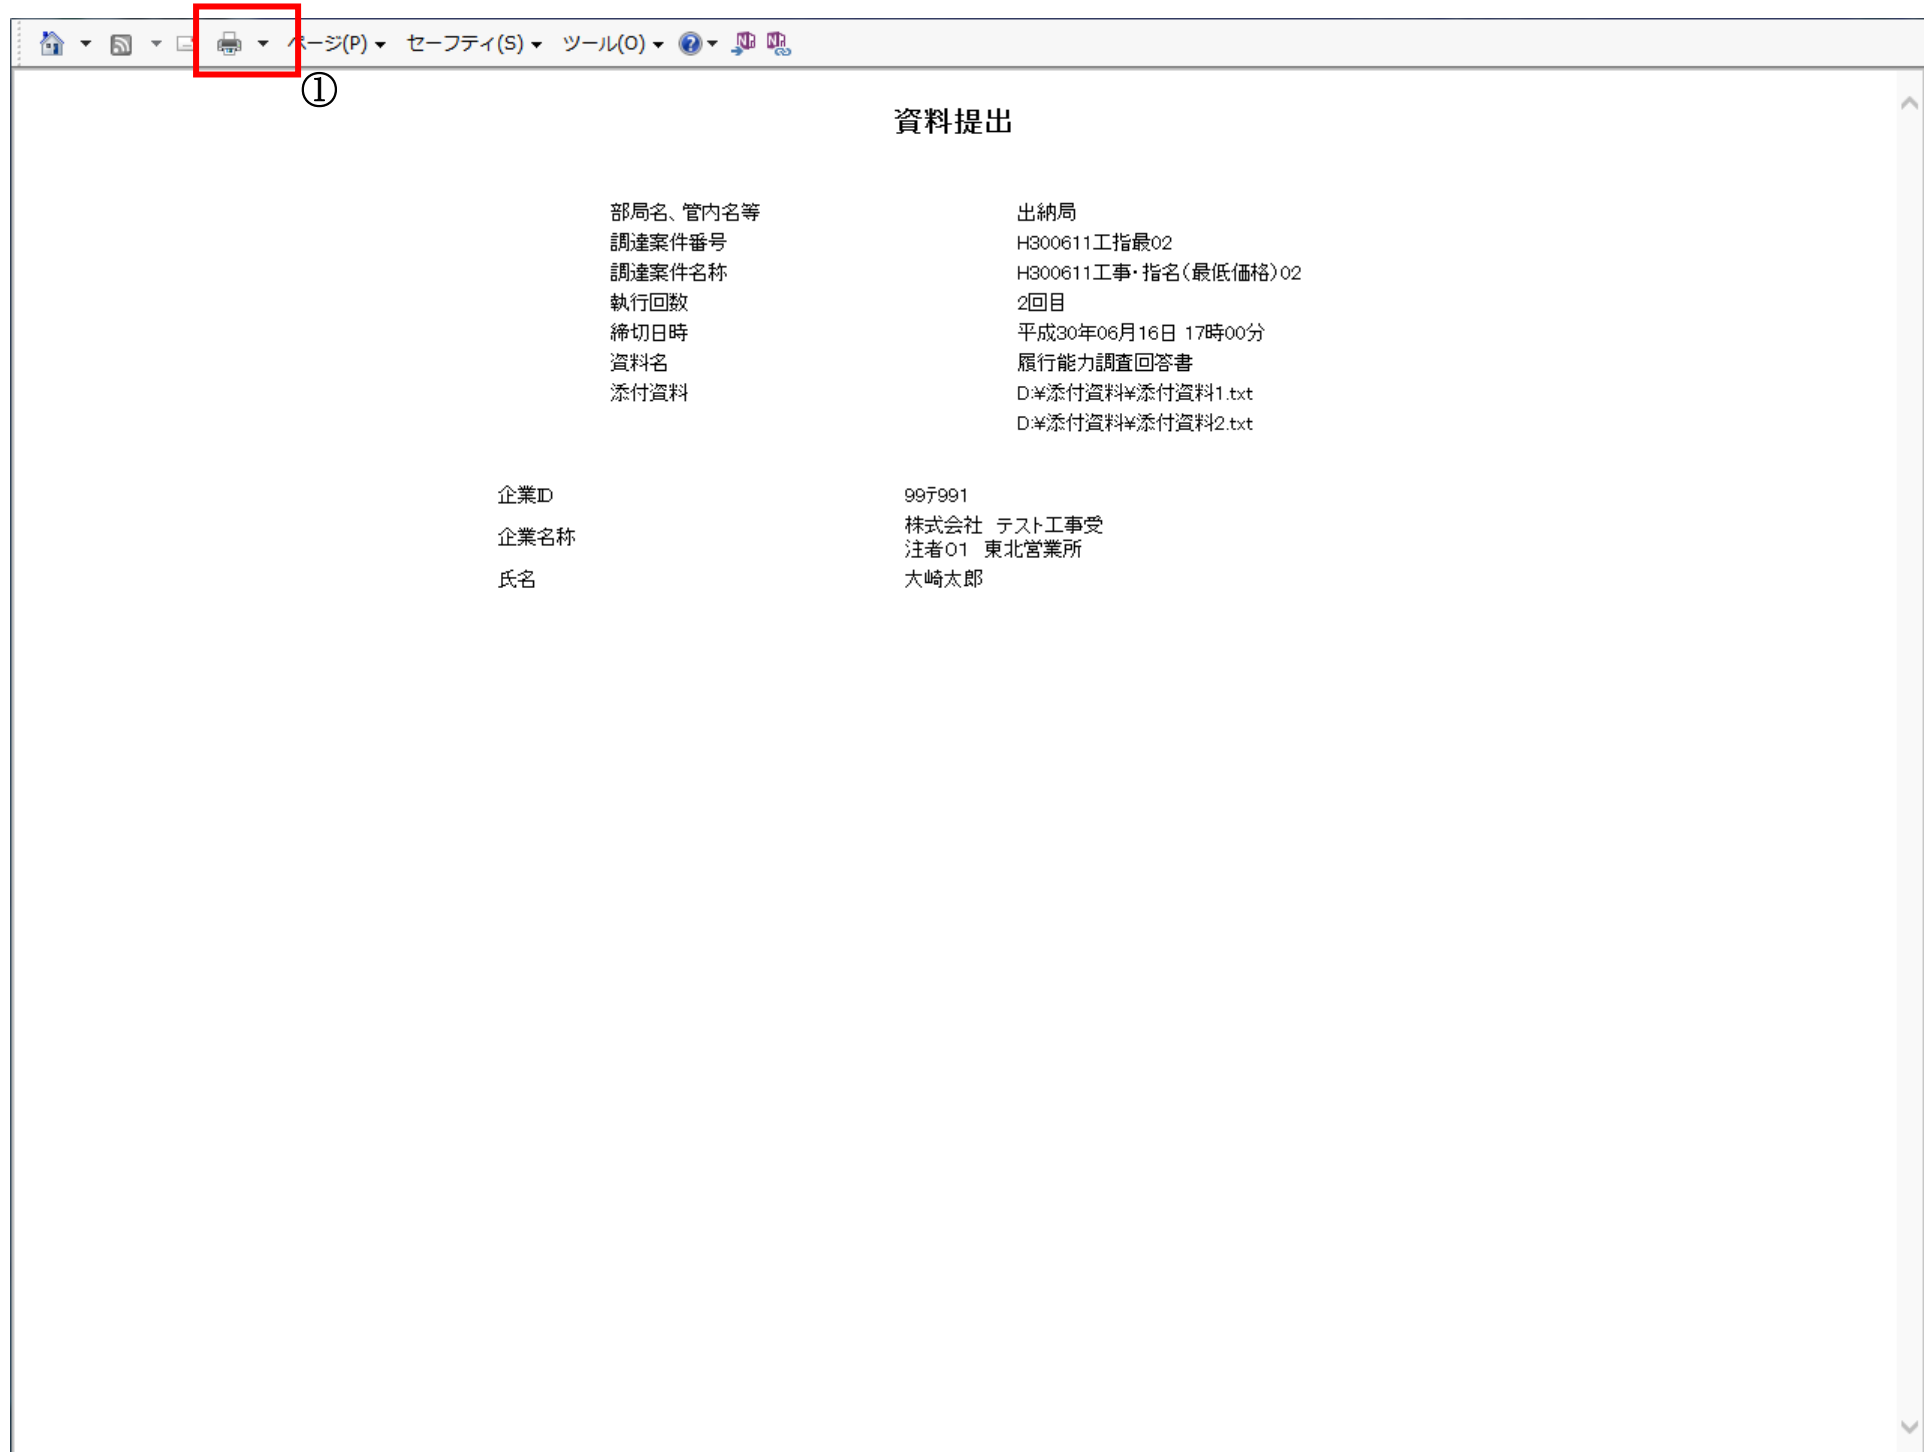 ページ(P) セーフティ(S) ツール(O)
①
資料提出
部局名、管内名等 出納局
調達案件番号 H300611工指最02
調達案件名称 H300611工事・指名(最低価格)02
執行回数 2回目
締切日時 平成30年06月16日 17時00分
資料名 履行能力調査回答書
添付資料 D:¥添付資料¥添付資料1.txt
D:¥添付資料¥添付資料2.txt
企業ID 99テ991
企業名称 株式会社 テスト工事受
注者01 東北営業所
氏名 大崎太郎